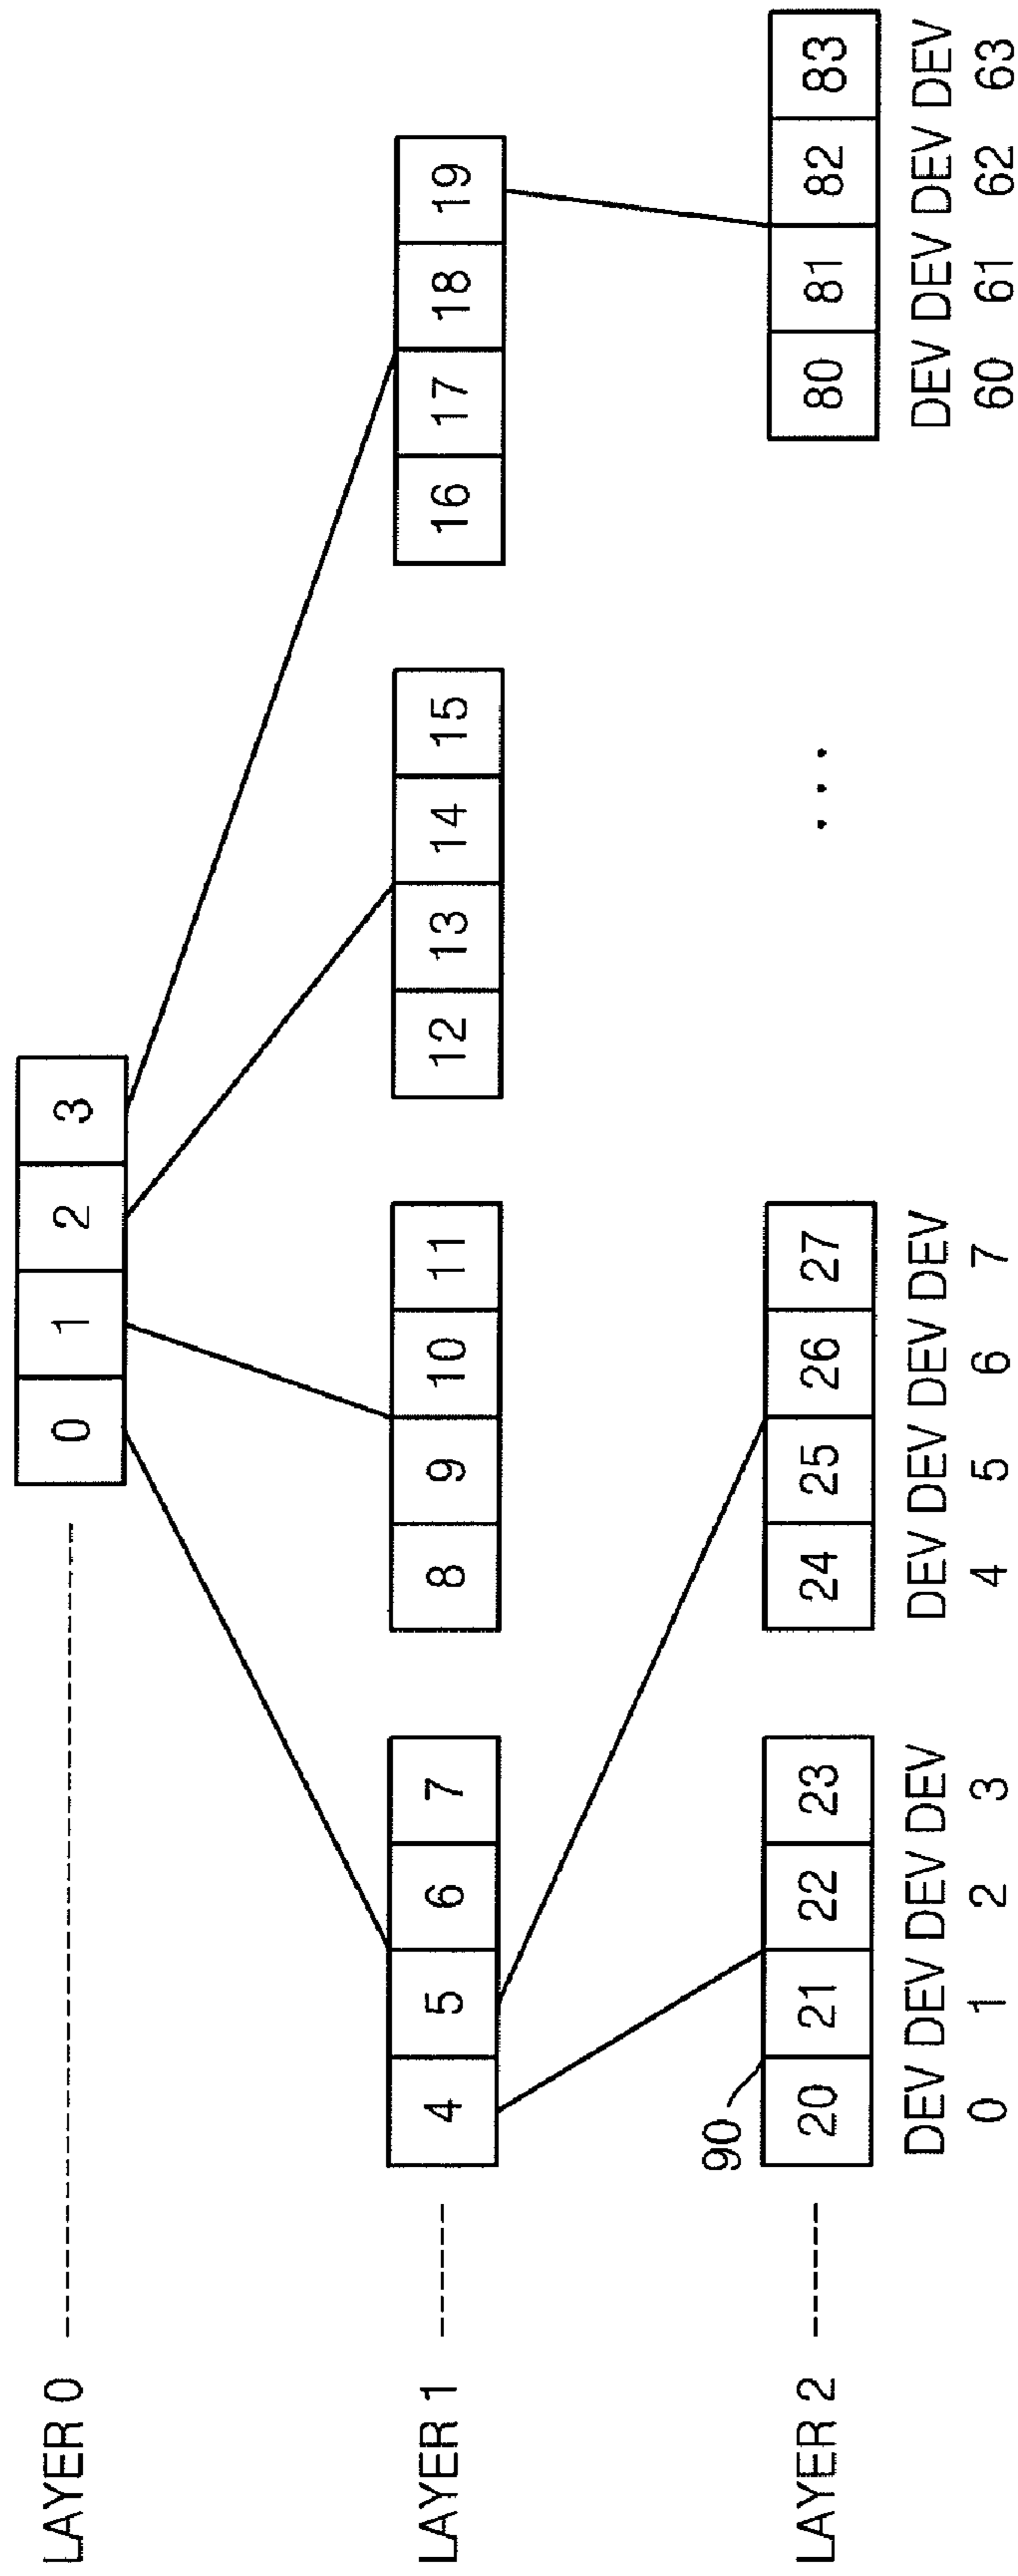 LAYER 0
0 1 2 3
LAYER 1
4 5 6 7
8 9 10 11
12 13 14 15
16 17 18 19
LAYER 2
90
20 21 22 23
24 25 26 27
...
80 81 82 83
DEV DEV DEV DEV
0 1 2 3
DEV DEV DEV DEV
4 5 6 7
DEV DEV DEV DEV
60 61 62 63